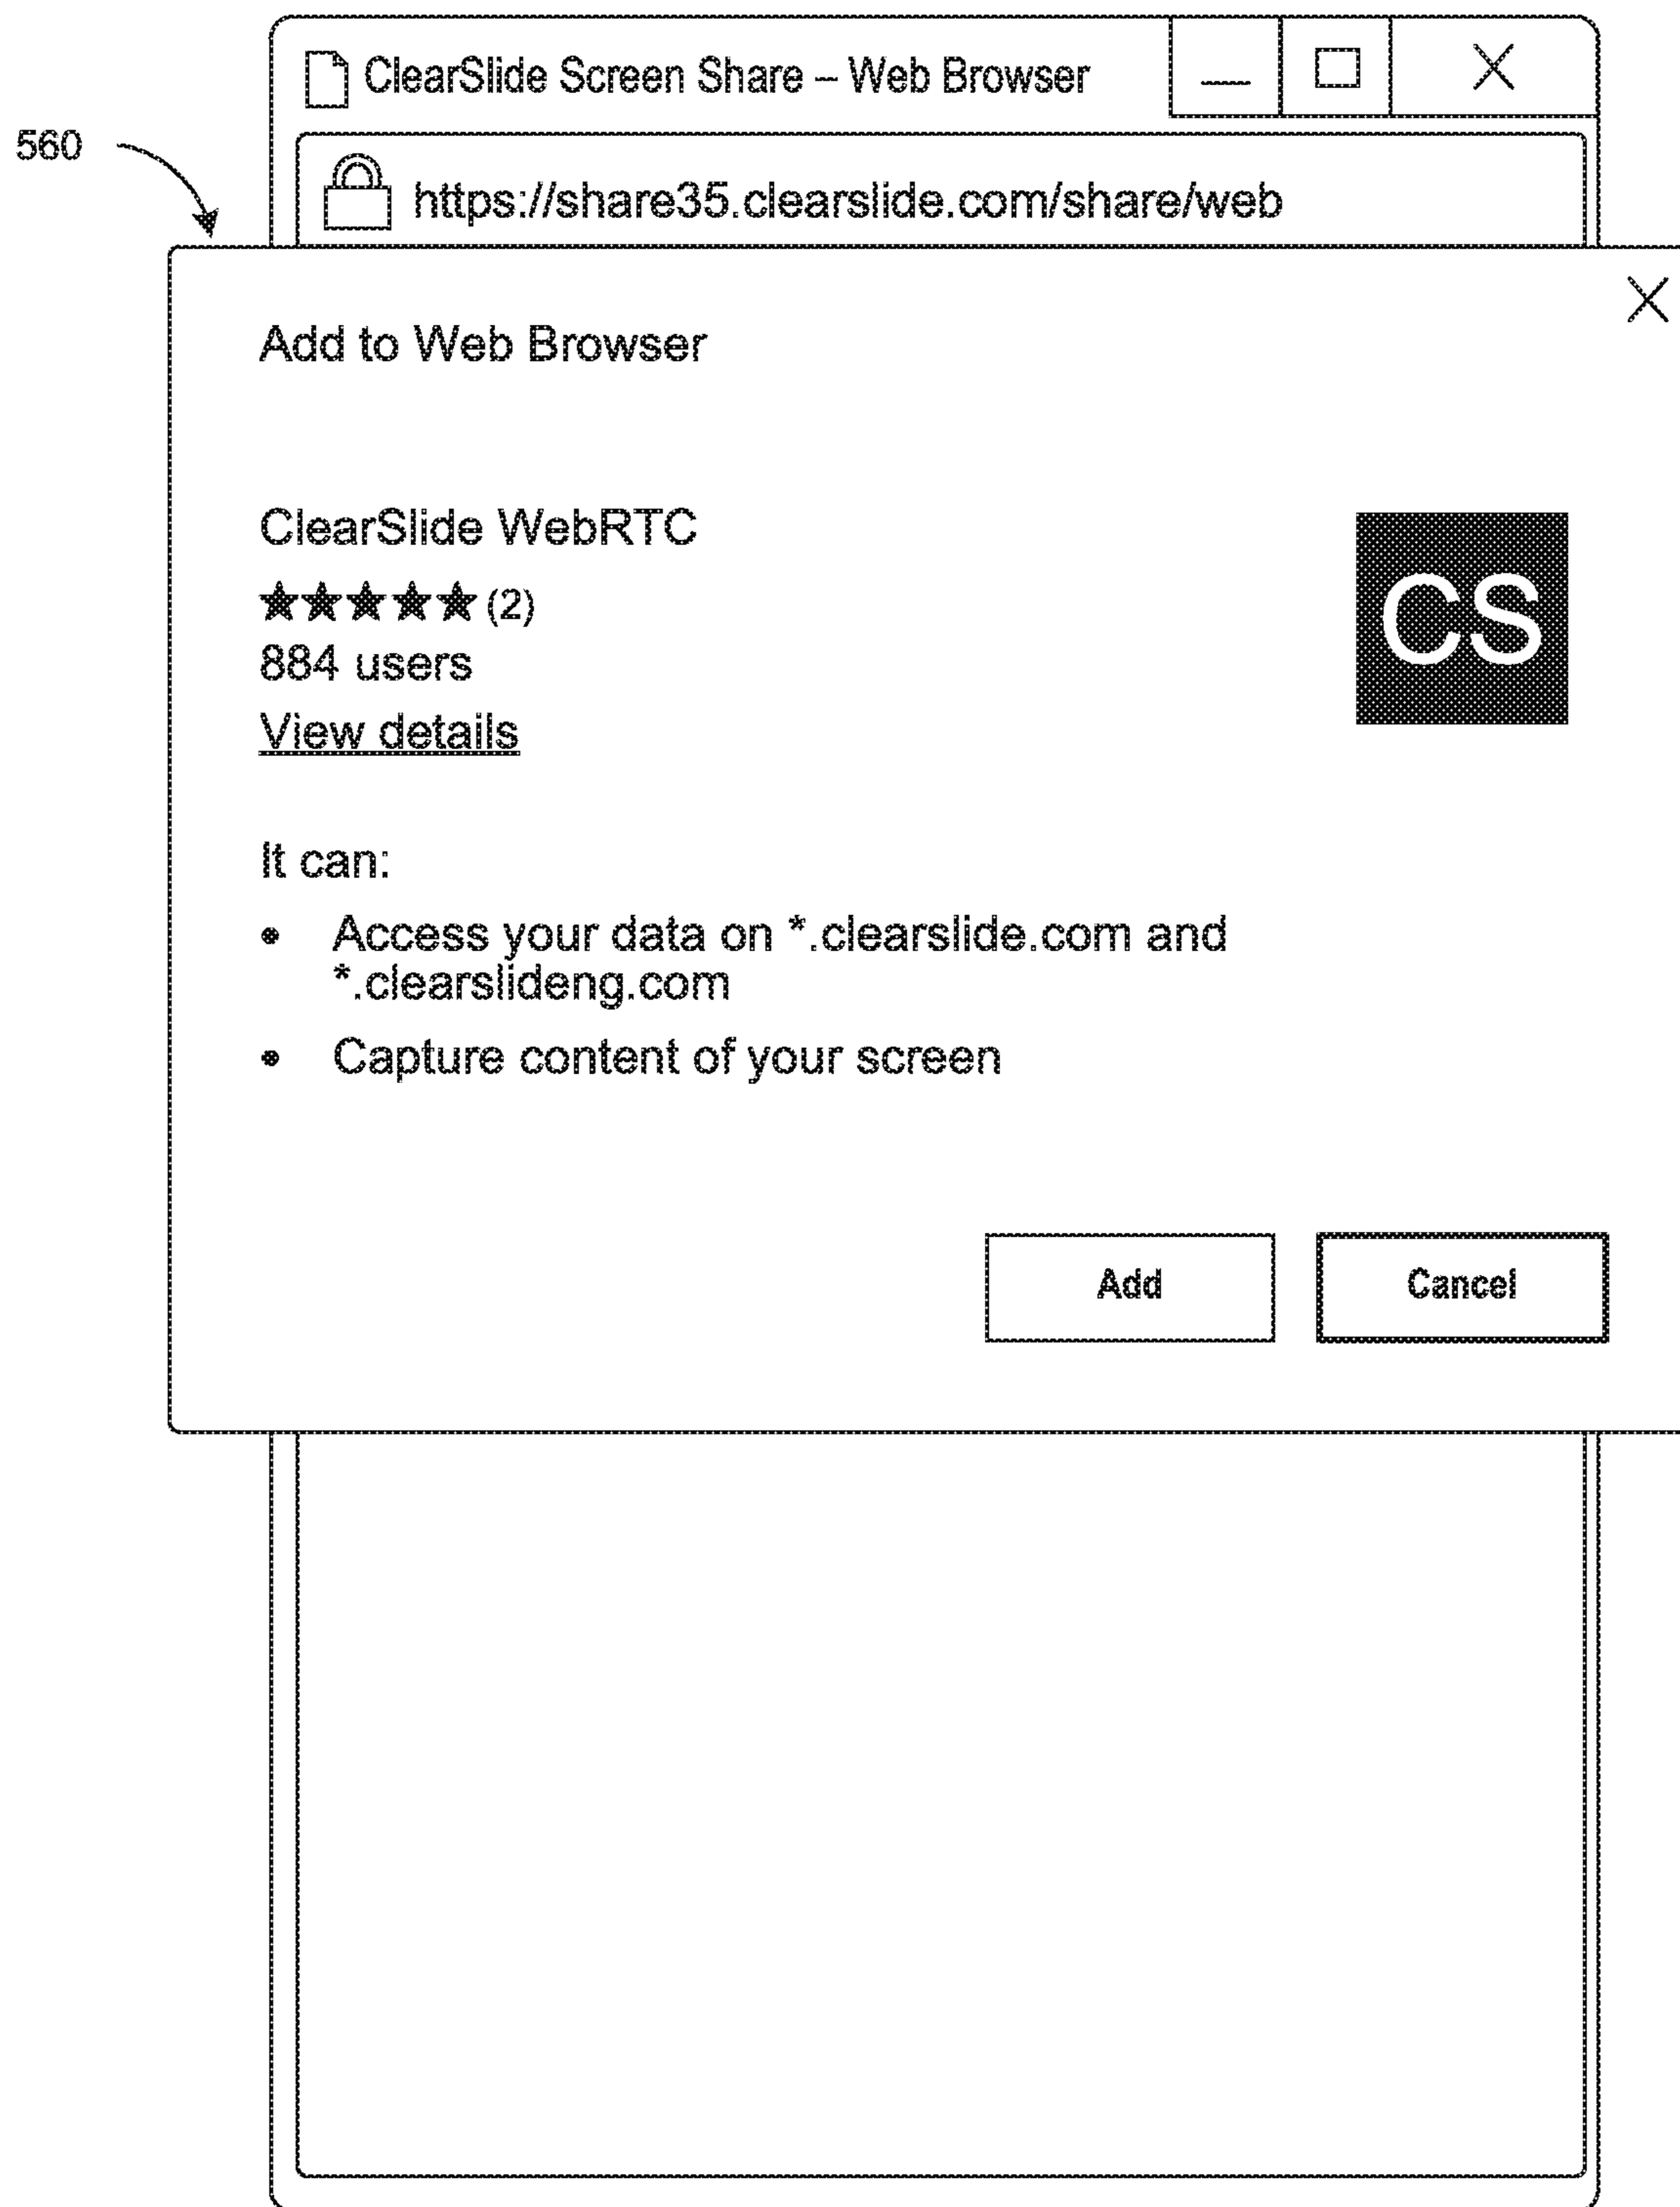 ClearSlide Screen Share – Web Browser
560
https://share35.clearslide.com/share/web
Add to Web Browser
ClearSlide WebRTC
★★★★★ (2)
CS
884 users
View details
It can:
• Access your data on *.clearslide.com and
*.clearslideng.com
• Capture content of your screen
Add
Cancel